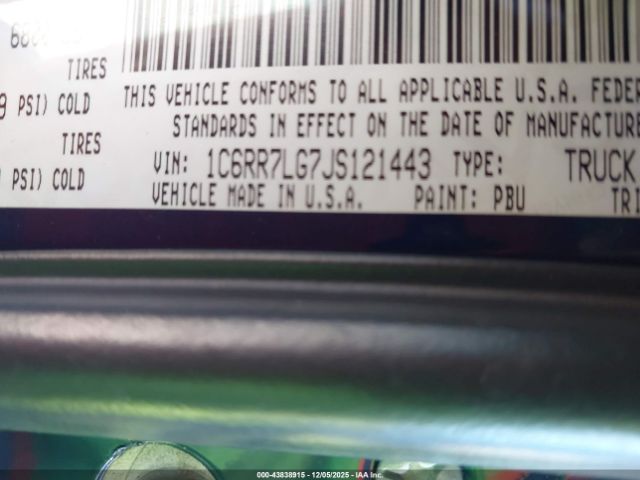 TIRES
PSI) COLD
TIRES
PSI) COLD
THIS VEHICLE CONFORMS TO ALL APPLICABLE U.S.A. FEDER
STANDARDS IN EFFECT ON THE DATE OF MANUFACTURE
VIN: 1C6RR7LG7JS121443 TYPE: TRUCK
VEHICLE MADE IN U.S.A. PAINT: PBU TRI
000-43838915 - 12/05/2025 - © IAA Inc.